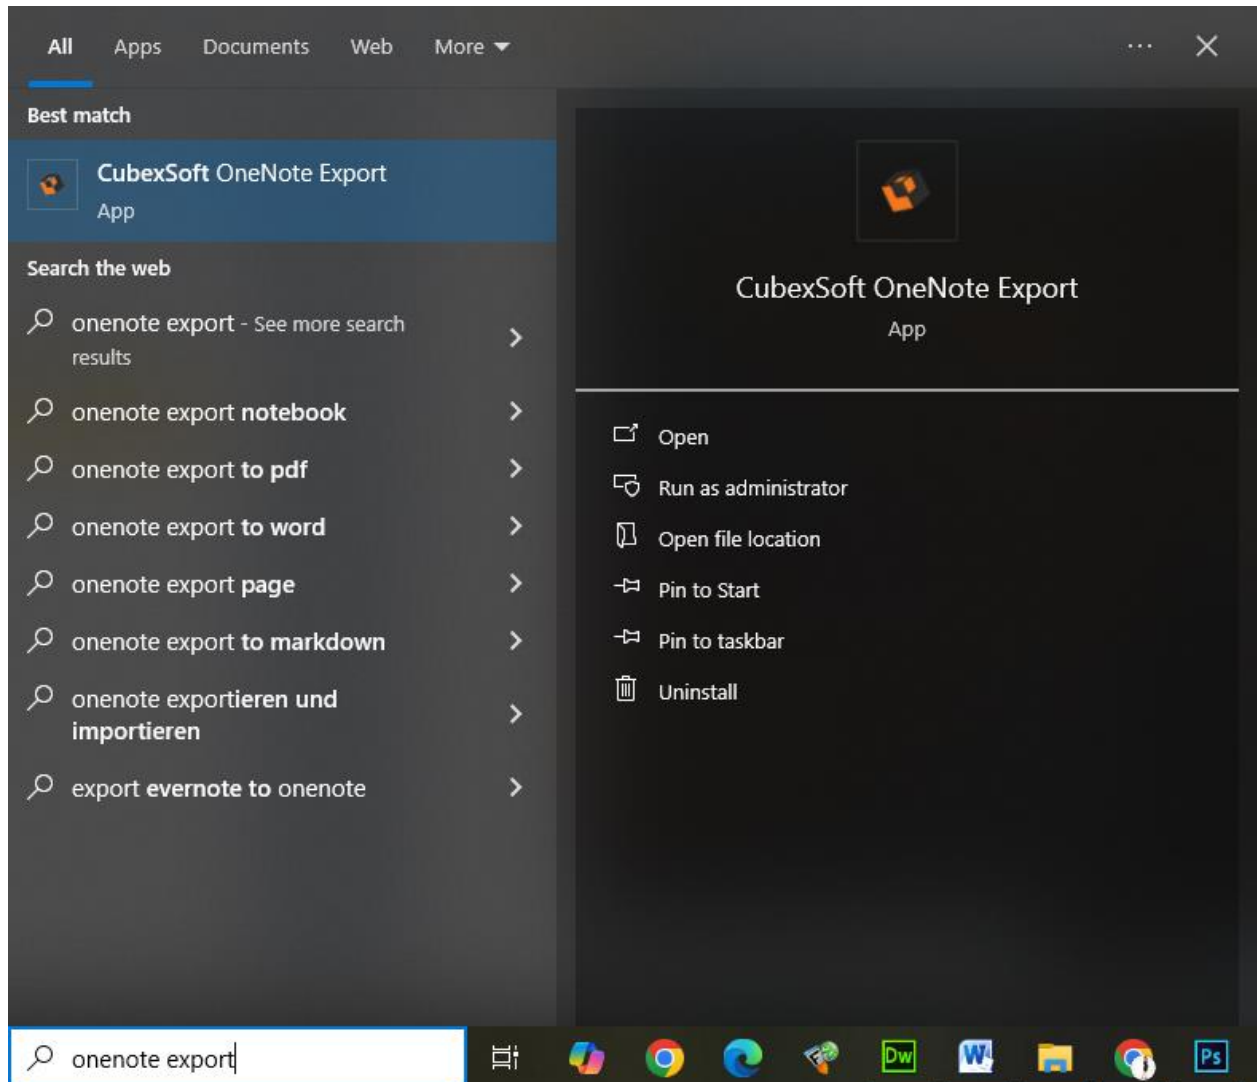 All Apps Documents Web More
Best match
CubexSoft OneNote Export
App
Search the web
onenote export - See more search
results
onenote export notebook
onenote export to pdf
onenote export to word
onenote export page
onenote export to markdown
onenote exportieren und
importieren
export evernote to onenote
CubexSoft OneNote Export
App
Open
Run as administrator
Open file location
Pin to Start
Pin to taskbar
Uninstall
onenote export
Dw
W
Ps